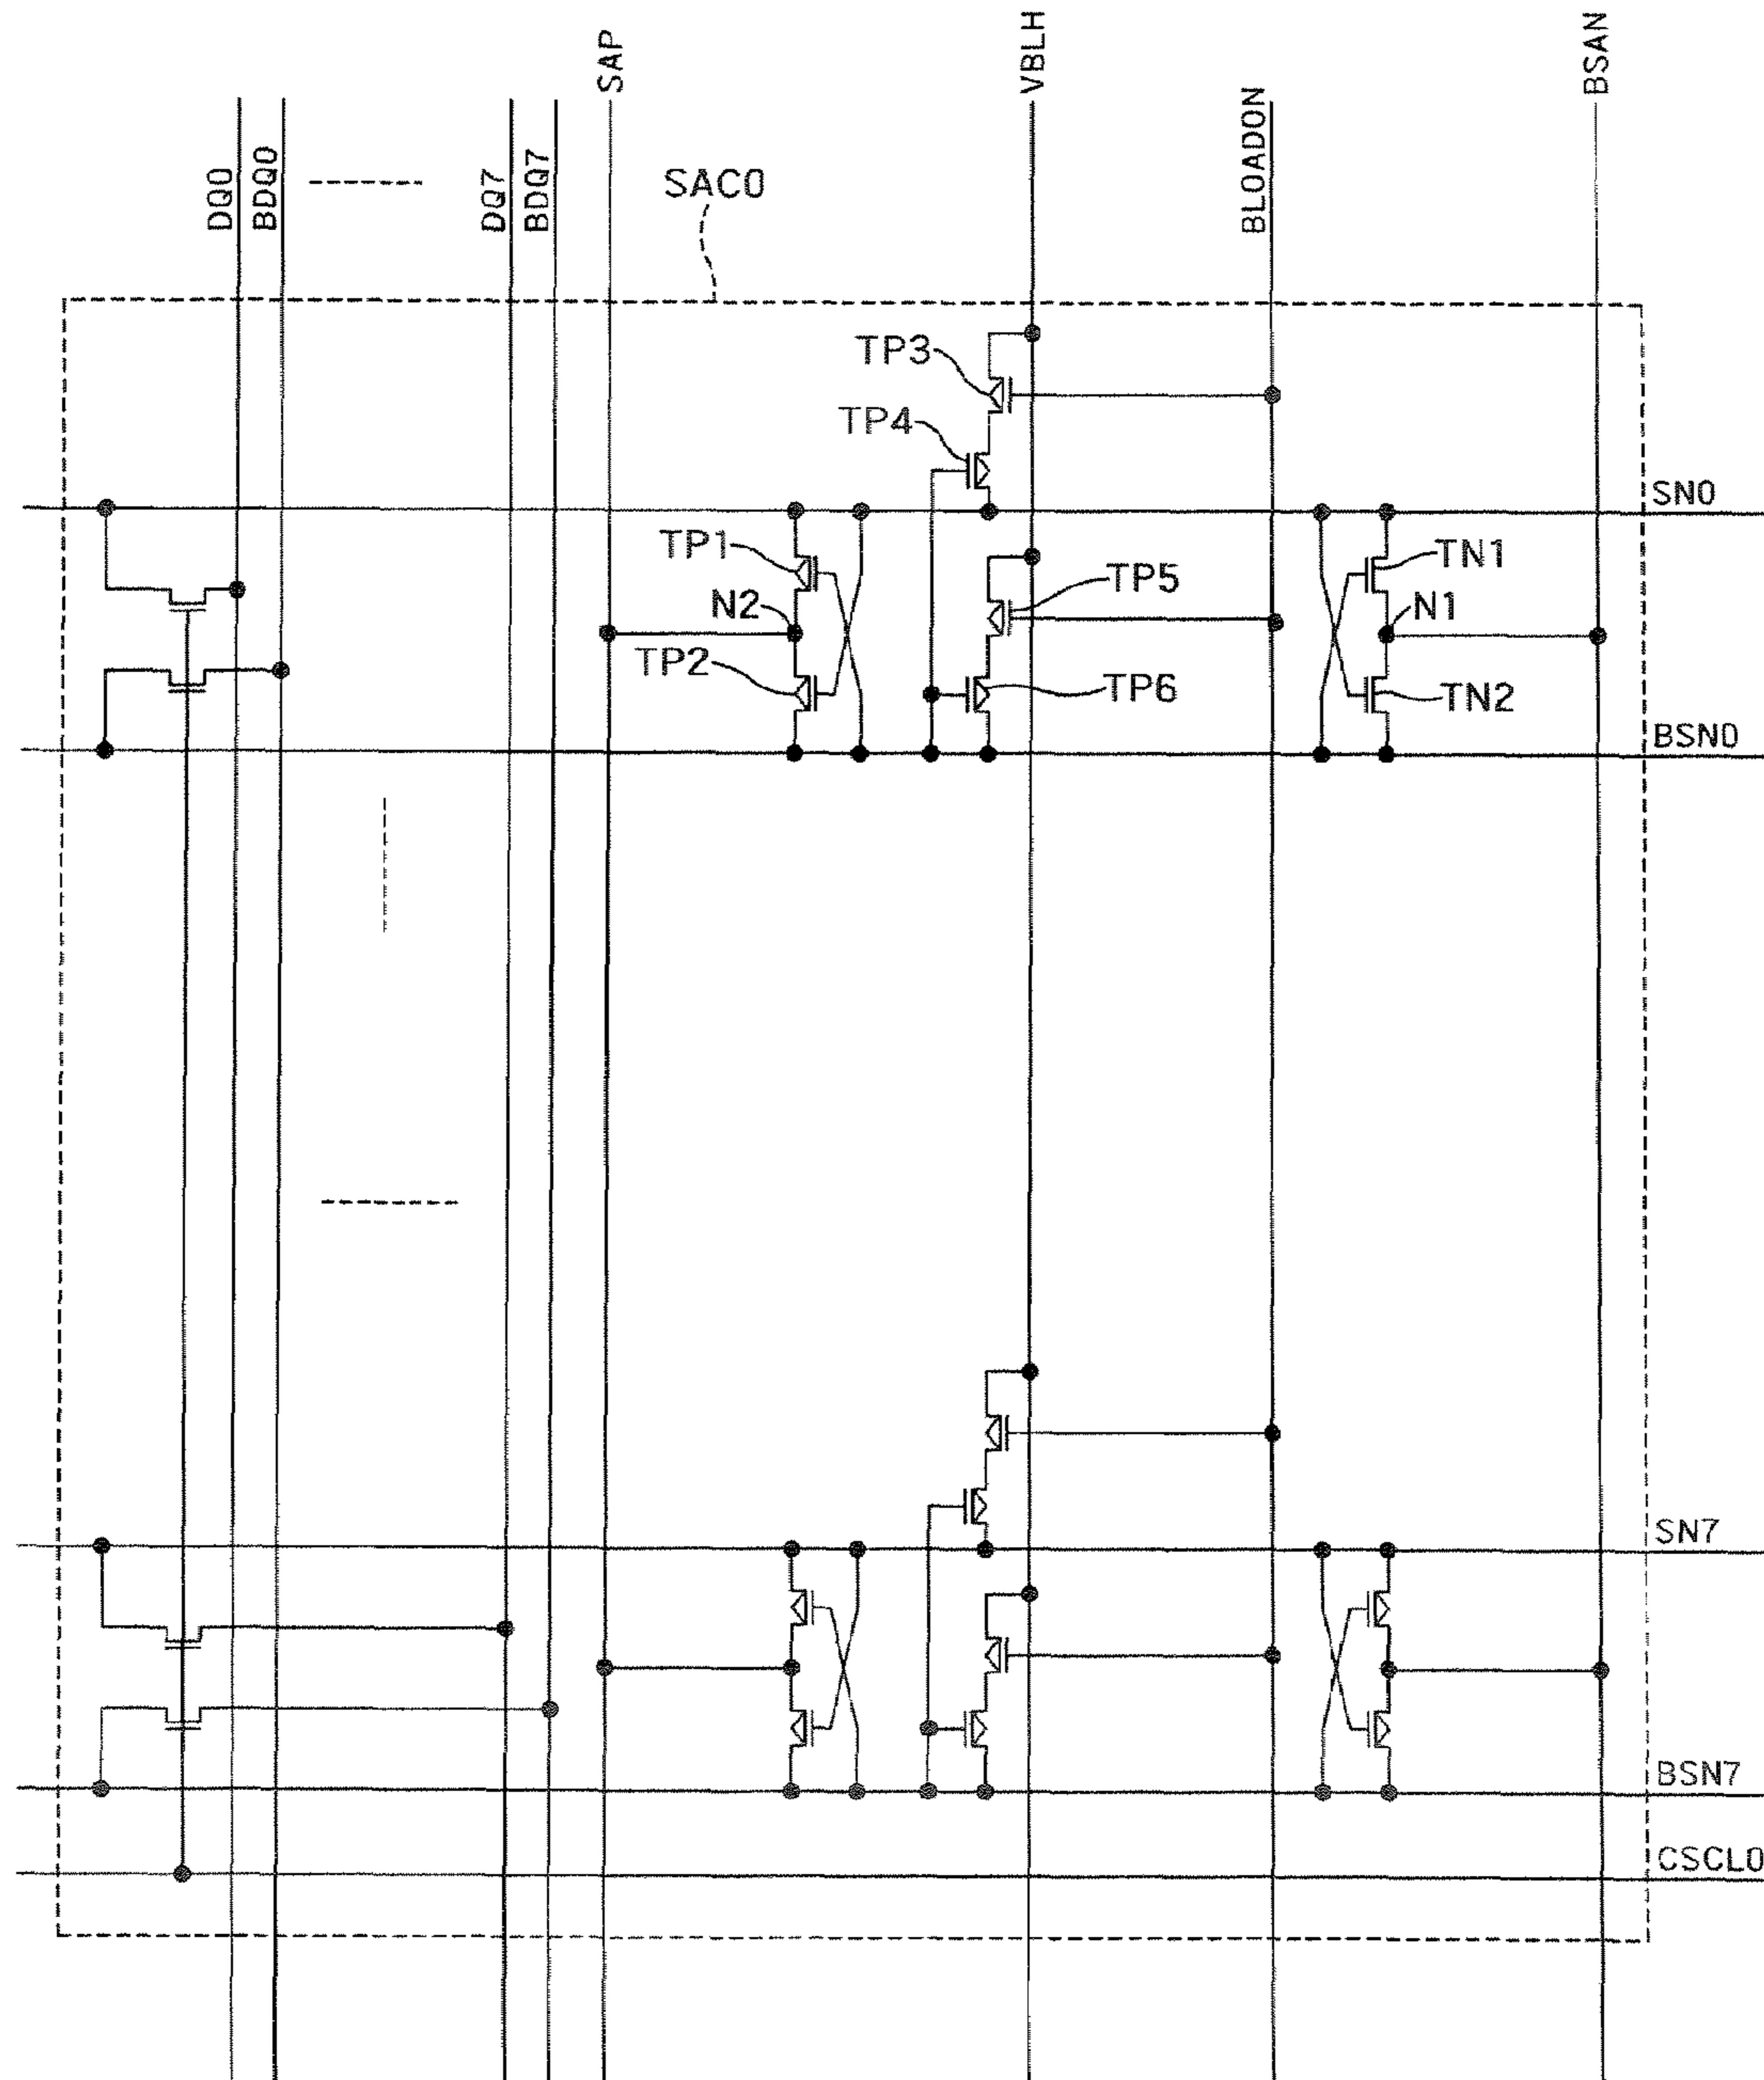 SAP
VBLH
BLOADON
BSAN
DQ0
BDQ0
DQ7
BDQ7
SAC0
TP3
TP4
SN0
TP1
TN1
TP5
N2
N1
TP2
TP6
TN2
BSN0
SN7
BSN7
CSCL0